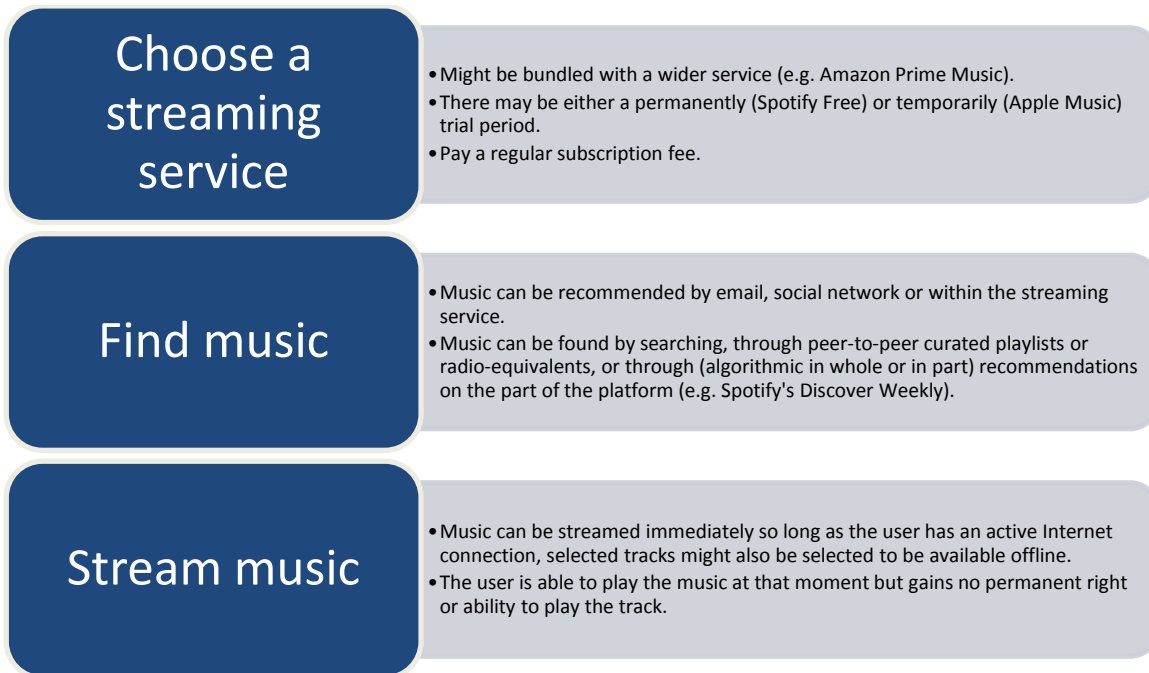 Choose a
streaming
service
•Might be bundled with a wider service (e.g. Amazon Prime Music).
•There may be either a permanently (Spotify Free) or temporarily (Apple Music)
trial period.
•Pay a regular subscription fee.
Find music
•Music can be recommended by email, social network or within the streaming
service.
•Music can be found by searching, through peer-to-peer curated playlists or
radio-equivalents, or through (algorithmic in whole or in part) recommendations
on the part of the platform (e.g. Spotify's Discover Weekly).
Stream music
•Music can be streamed immediately so long as the user has an active Internet
connection, selected tracks might also be selected to be available offline.
•The user is able to play the music at that moment but gains no permanent right
or ability to play the track.